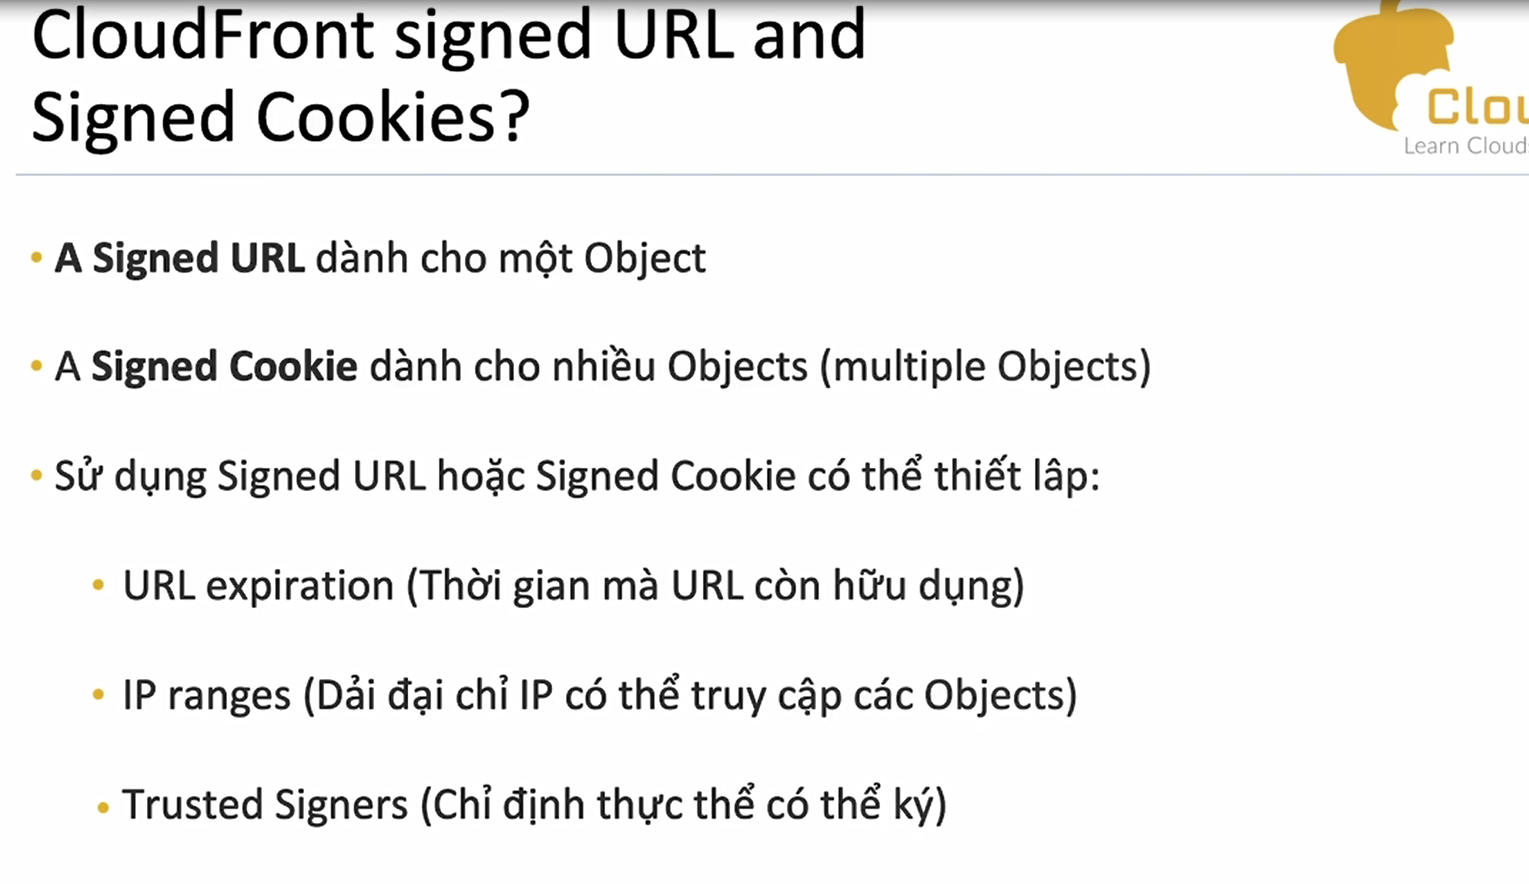 CloudFront signed URL and
Signed Cookies?
Learn Cloud
• A Signed URL dành cho một Object
• A Signed Cookie dành cho nhiều Objects (multiple Objects)
• Sử dụng Signed URL hoặc Signed Cookie có thể thiết lâp:
• URL expiration (Thời gian mà URL còn hữu dụng)
• IP ranges (Dải đại chỉ IP có thể truy cập các Objects)
• Trusted Signers (Chỉ định thực thể có thể ký)